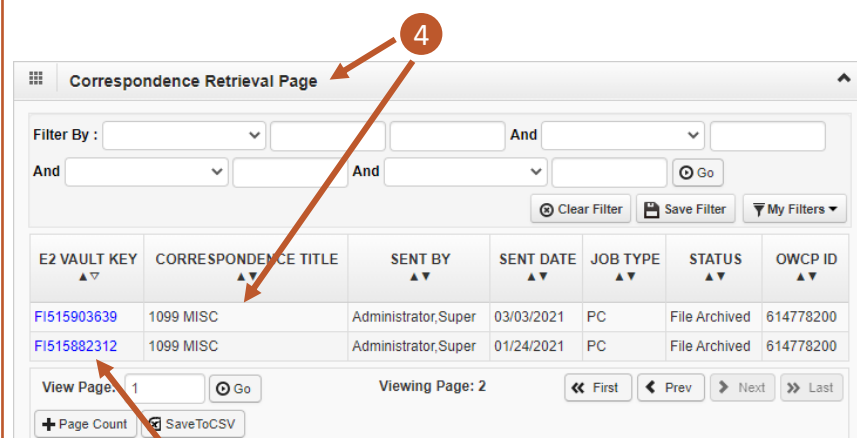 4
Correspondence Retrieval Page
Filter By : And
And And Go
Clear Filter Save Filter My Filters
E2 VAULT KEY CORRESPONDENCE TITLE SENT BY SENT DATE JOB TYPE STATUS OWCP ID
FI515903639 1099 MISC Administrator,Super 03/03/2021 PC File Archived 614778200
FI515882312 1099 MISC Administrator,Super 01/24/2021 PC File Archived 614778200
View Page: 1 Go Viewing Page: 2 First Prev Next Last
Page Count SaveToCSV